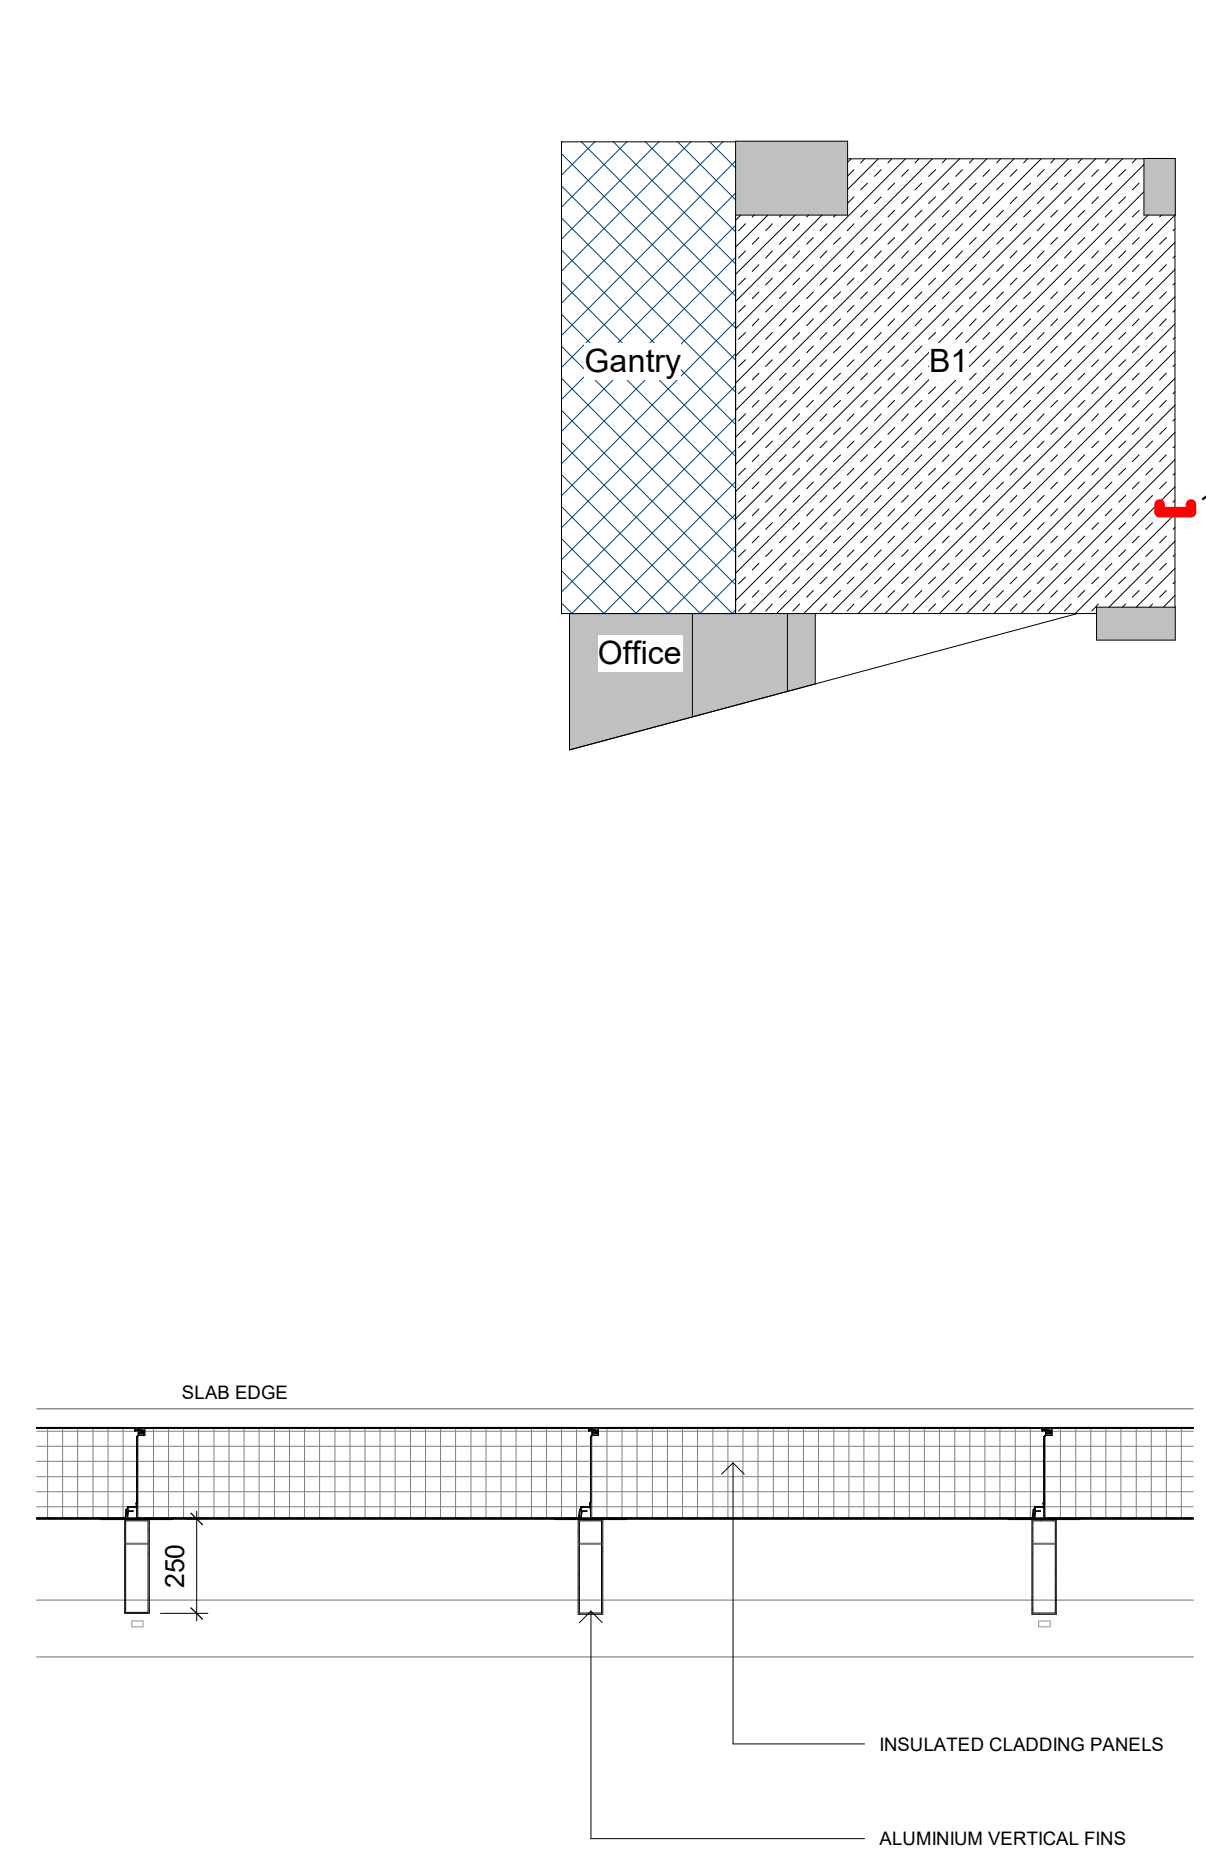 Gantry
B1
Office
SLAB EDGE
250
INSULATED CLADDING PANELS
ALUMINIUM VERTICAL FINS